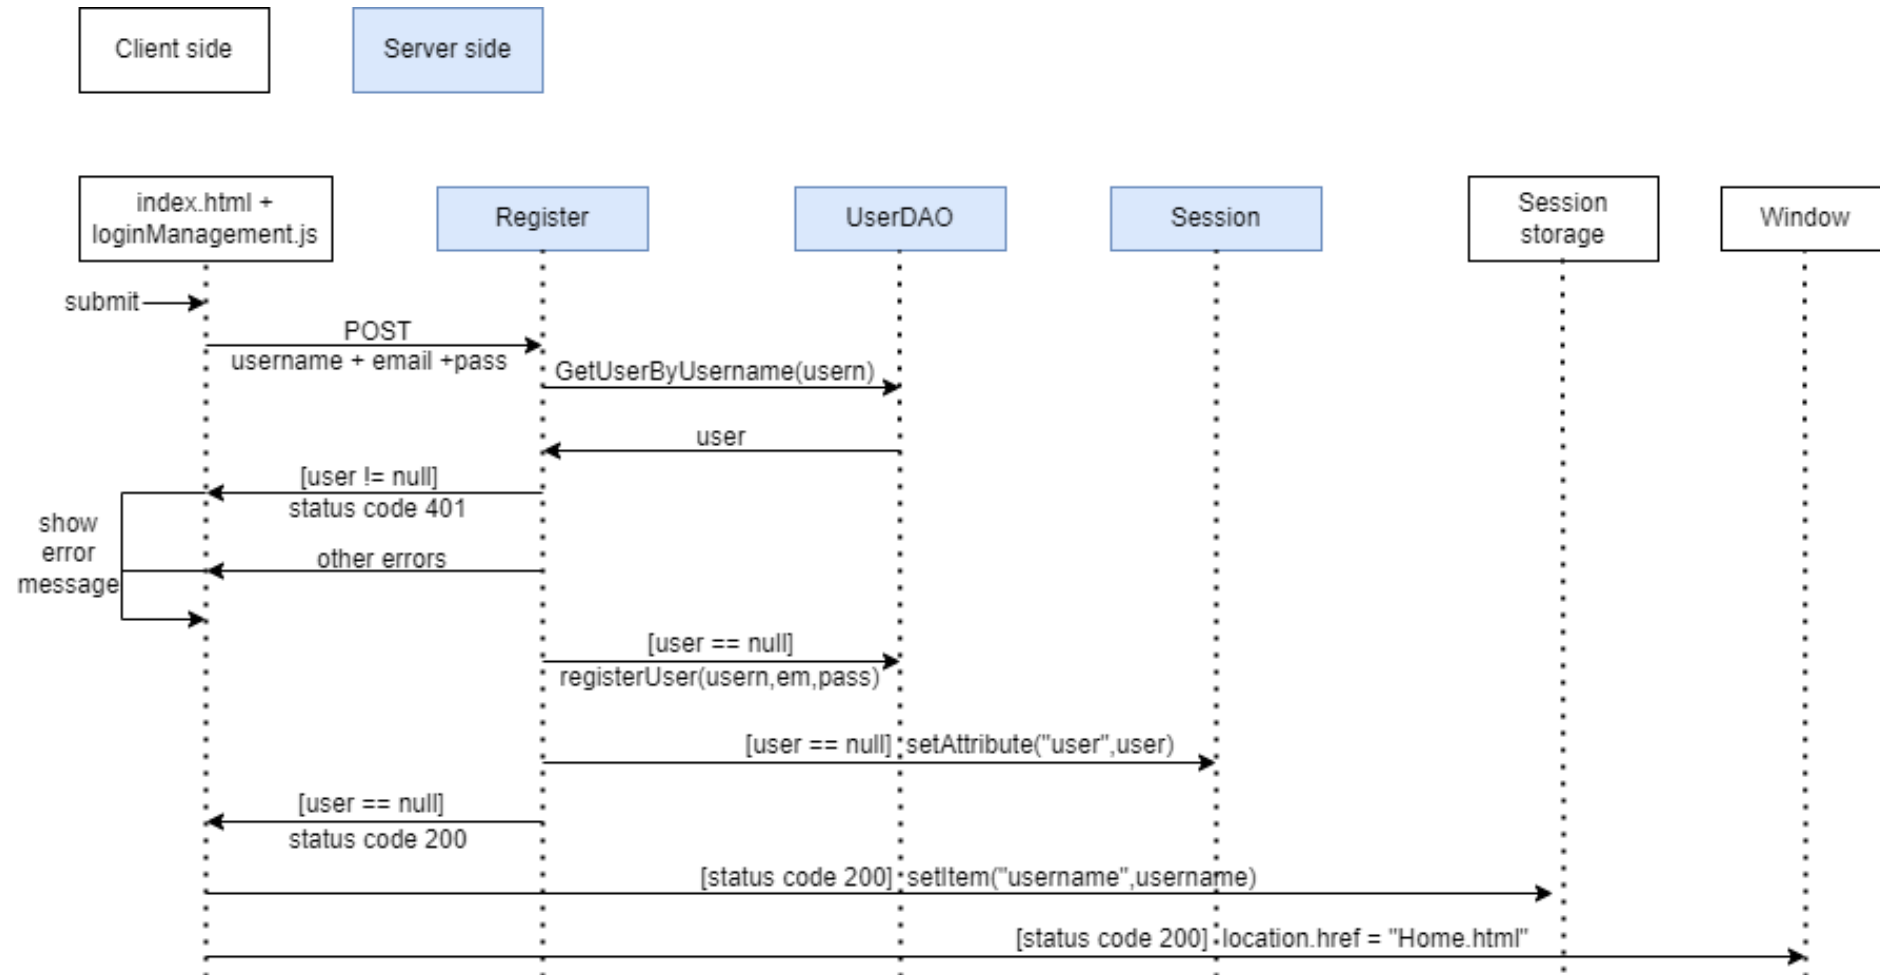 Client side
Server side
index.html +
loginManagement.js
Register
UserDAO
Session
Session
storage
Window
submit
POST
username + email +pass
GetUserByUsername(usern)
user
[user != null]
status code 401
show
error
message
other errors
[user == null]
registerUser(usern,em,pass)
[user == null] setAttribute("user",user)
[user == null]
status code 200
[status code 200] setItem("username",username)
[status code 200] location.href = "Home.html"